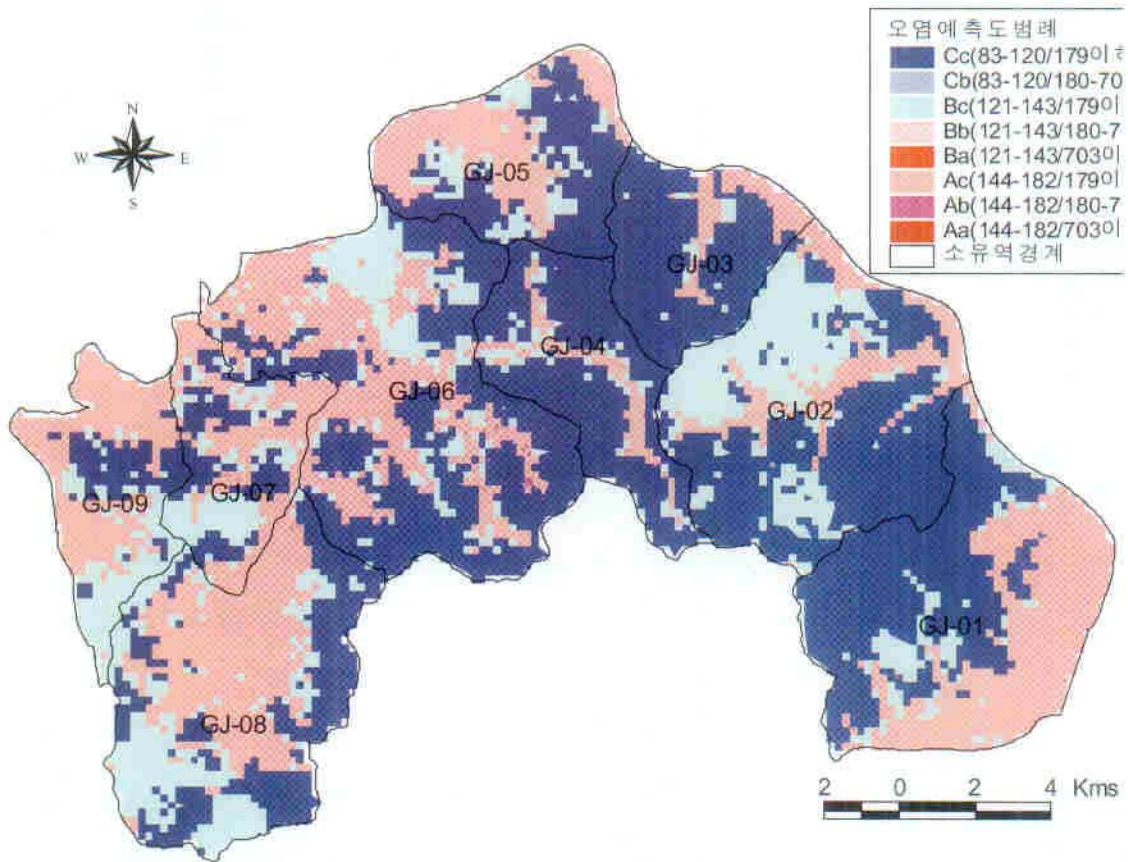 오염예측도범례
Cc(83-120/179이하
Cb(83-120/180-70
Bc(121-143/179이
Bb(121-143/180-7
Ba(121-143/703이
Ac(144-182/179이
Ab(144-182/180-7
Aa(144-182/703이
소유역경계
N
W E
S
GJ-05
GJ-03
GJ-04
GJ-06
GJ-02
GJ-07
GJ-09
GJ-01
GJ-08
2 0 2 4 Kms